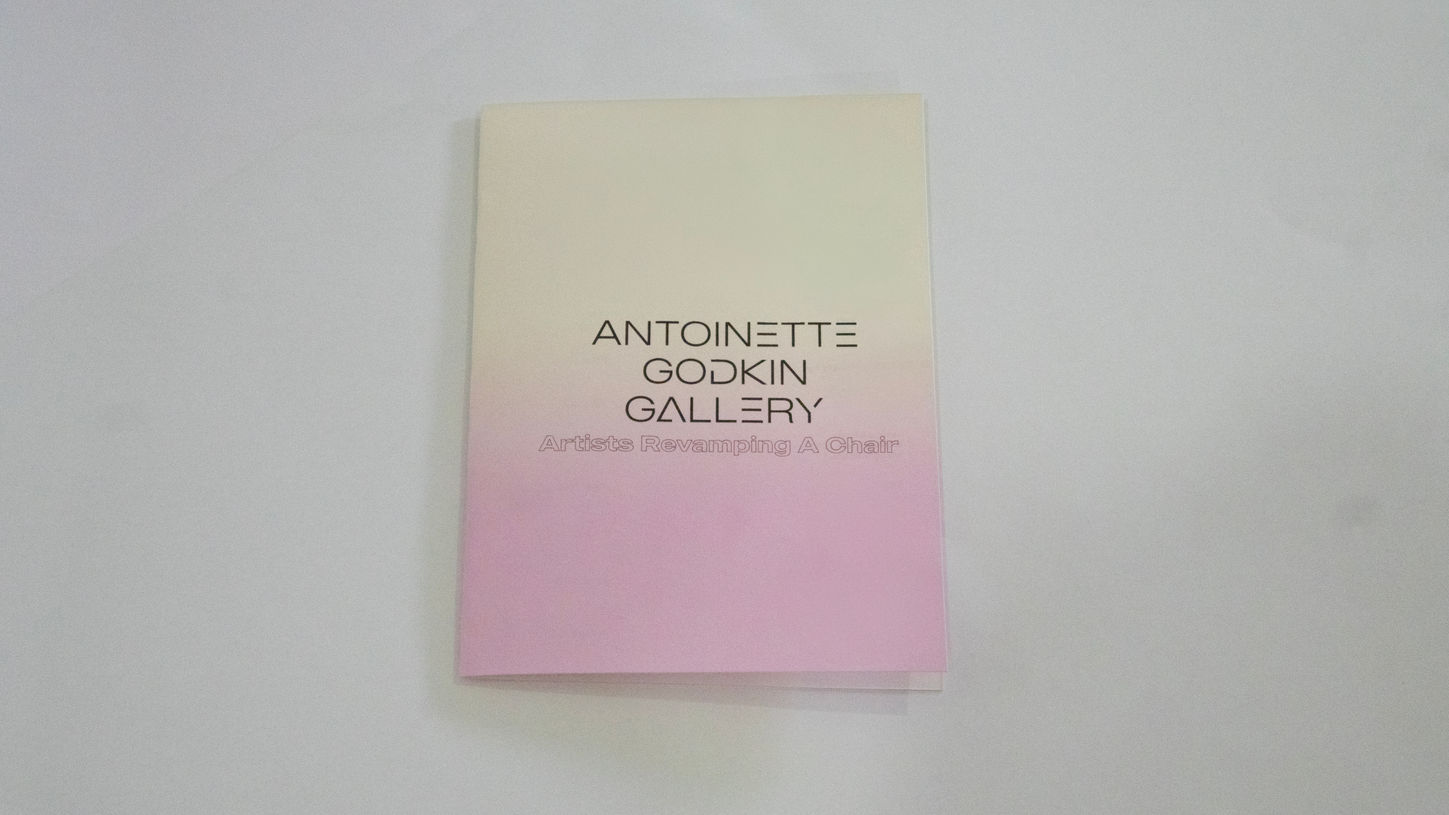 ANTOINETTE
GODKIN
GALLERY
Artists Revamping A Chair